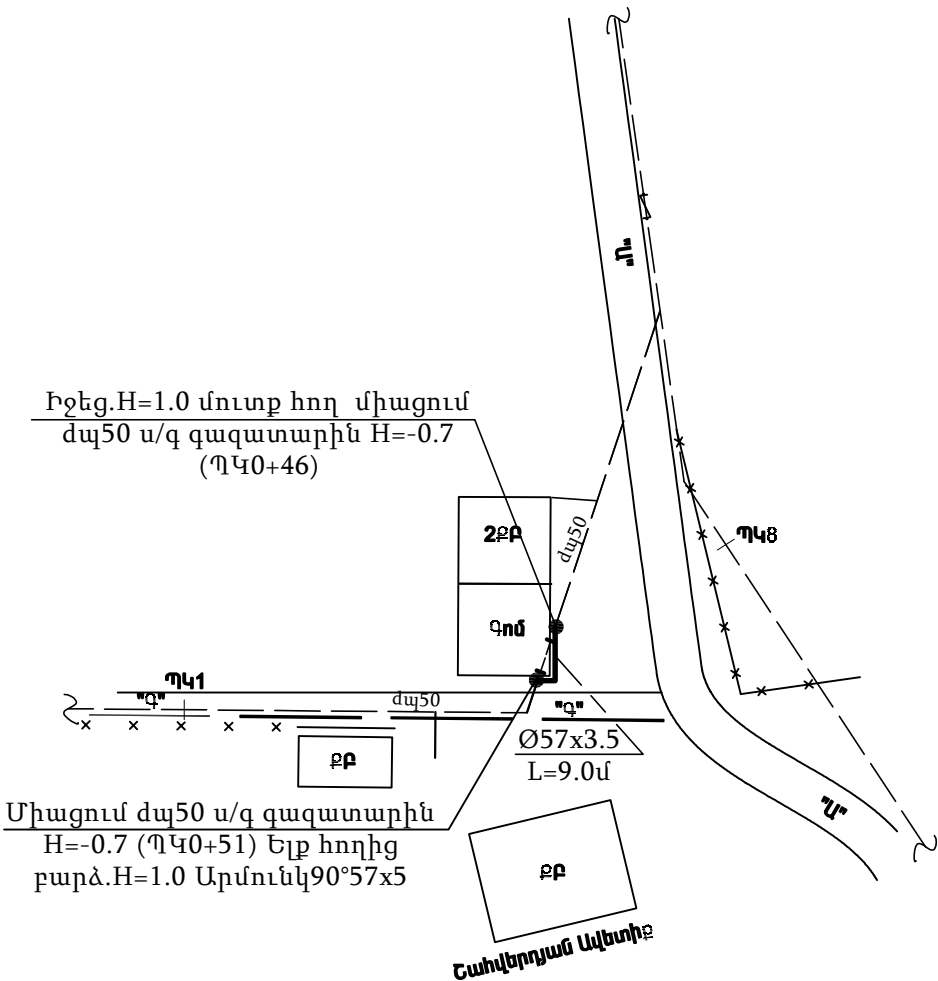 "Ո"
Իջեց.H=1.0 մուտք հող միացում
դպ50 ս/գ գազատարին H=-0.7
(ՊԿ0+46)
2ՔԲ
դպ50
ՊԿ8
Գոմ
ՊԿ1
"Գ"
դպ50
"Գ"
Ø57x3.5
L=9.0մ
ՔԲ
Միացում դպ50 ս/գ գազատարին
H=-0.7 (ՊԿ0+51) Ելք հողից
բարձ.H=1.0 Արմունկ90°57x5
"Ա"
ՔԲ
Շահվերդյան Ավետիք